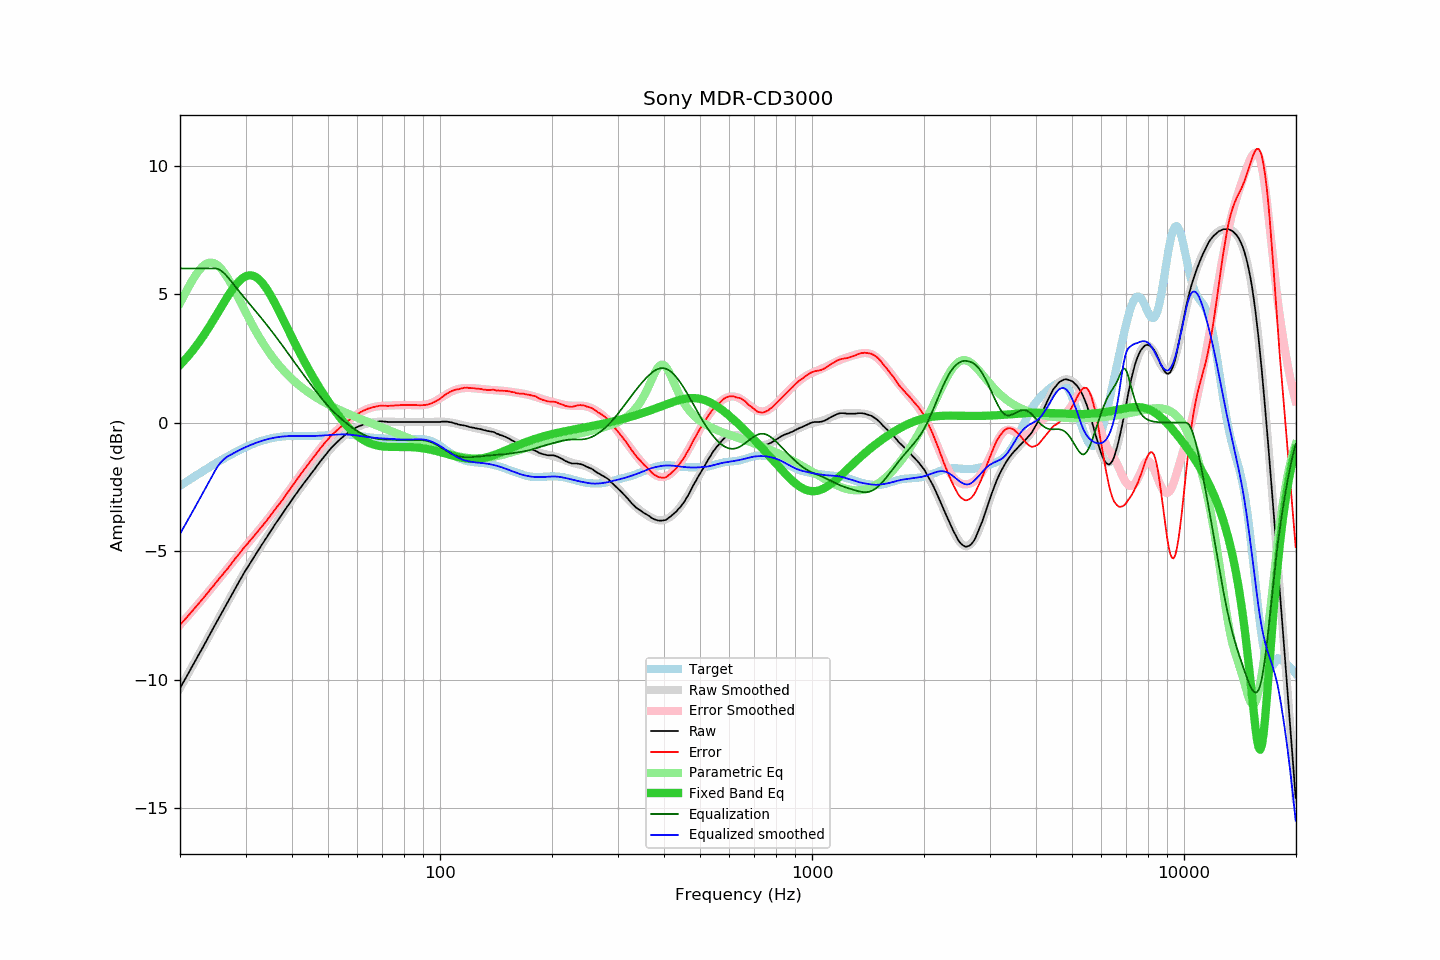 Sony MDR-CD3000
10
5
0
−5
−10
−15
Amplitude (dBr)
Target
Raw Smoothed
Error Smoothed
Raw
Error
Parametric Eq
Fixed Band Eq
Equalization
Equalized smoothed
100 1000 10000
Frequency (Hz)